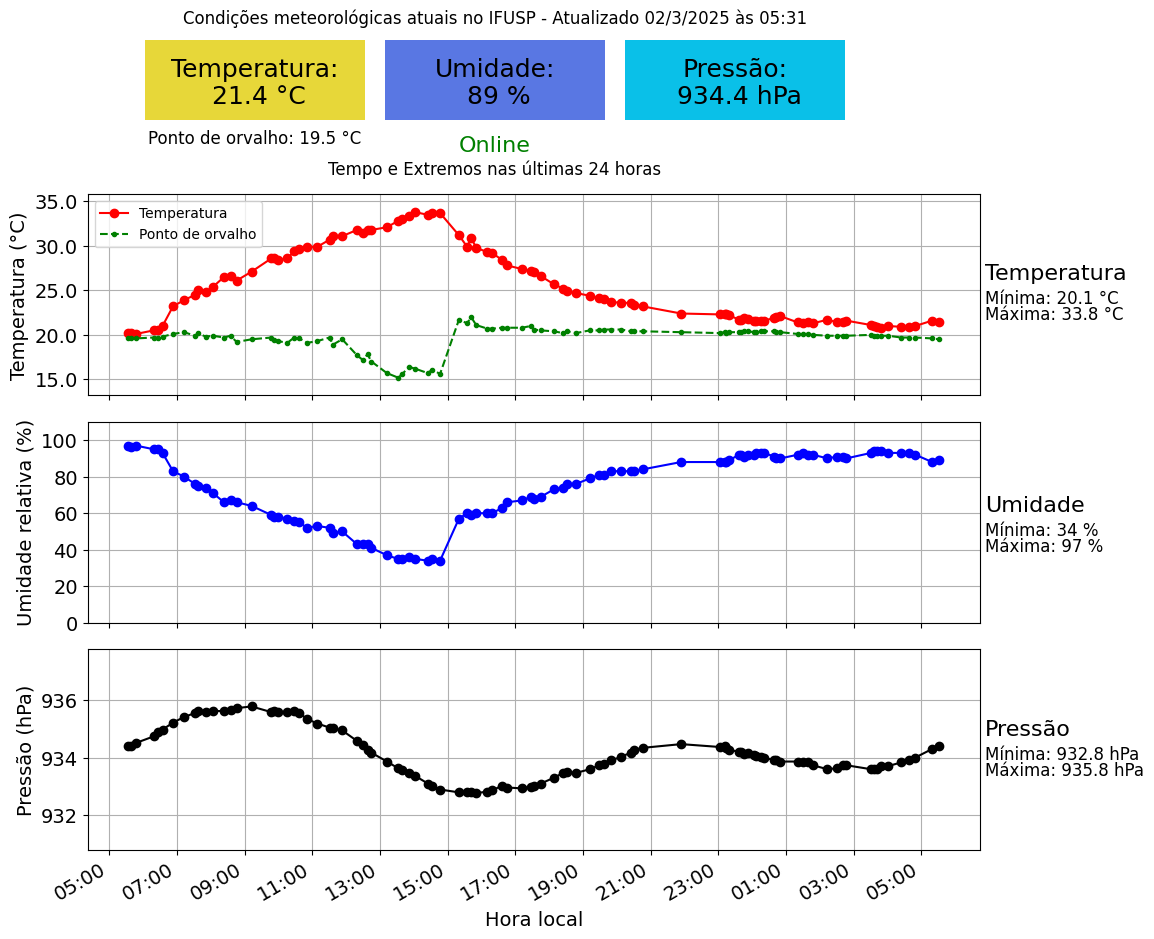 Condições meteorológicas atuais no IFUSP - Atualizado 02/3/2025 às 05:31
Temperatura:
21.4 °C
Umidade:
89 %
Pressão:
934.4 hPa
Ponto de orvalho: 19.5 °C
Online
Tempo e Extremos nas últimas 24 horas
Temperatura (°C)
35.0
30.0
25.0
20.0
15.0
Temperatura
Ponto de orvalho
Temperatura
Mínima: 20.1 °C
Máxima: 33.8 °C
Umidade relativa (%)
100
80
60
40
20
0
Umidade
Mínima: 34 %
Máxima: 97 %
Pressão (hPa)
936
934
932
Pressão
Mínima: 932.8 hPa
Máxima: 935.8 hPa
05:00 07:00 09:00 11:00 13:00 15:00 17:00 19:00 21:00 23:00 01:00 03:00 05:00
Hora local